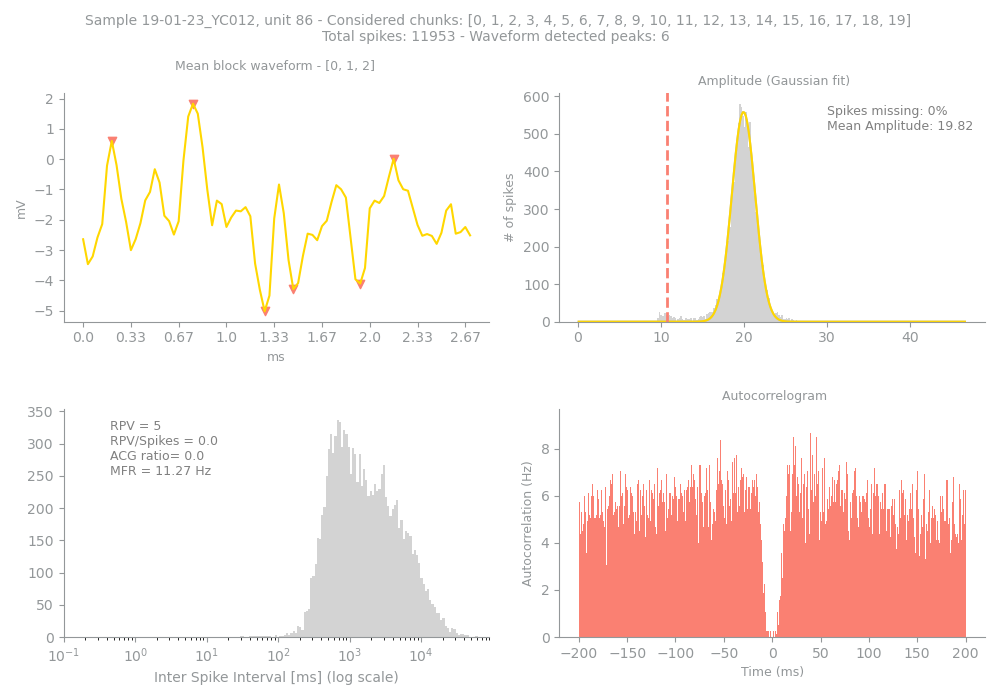 Sample 19-01-23_YC012, unit 86 - Considered chunks: [0, 1, 2, 3, 4, 5, 6, 7, 8, 9, 10, 11, 12, 13, 14, 15, 16, 17, 18, 19]
Total spikes: 11953 - Waveform detected peaks: 6
Mean block waveform - [0, 1, 2]
2
1
0
−1
−2
−3
−4
−5
mV
0.0 0.33 0.67 1.0 1.33 1.67 2.0 2.33 2.67
ms
Amplitude (Gaussian fit)
600
500
400
300
200
100
0
# of spikes
Spikes missing: 0%
Mean Amplitude: 19.82
0 10 20 30 40
350
300
250
200
150
100
50
0
RPV = 5
RPV/Spikes = 0.0
ACG ratio= 0.0
MFR = 11.27 Hz
10⁻¹ 10⁰ 10¹ 10² 10³ 10⁴
Inter Spike Interval [ms] (log scale)
Autocorrelogram
8
6
4
2
0
Autocorrelation (Hz)
−200 −150 −100 −50 0 50 100 150 200
Time (ms)